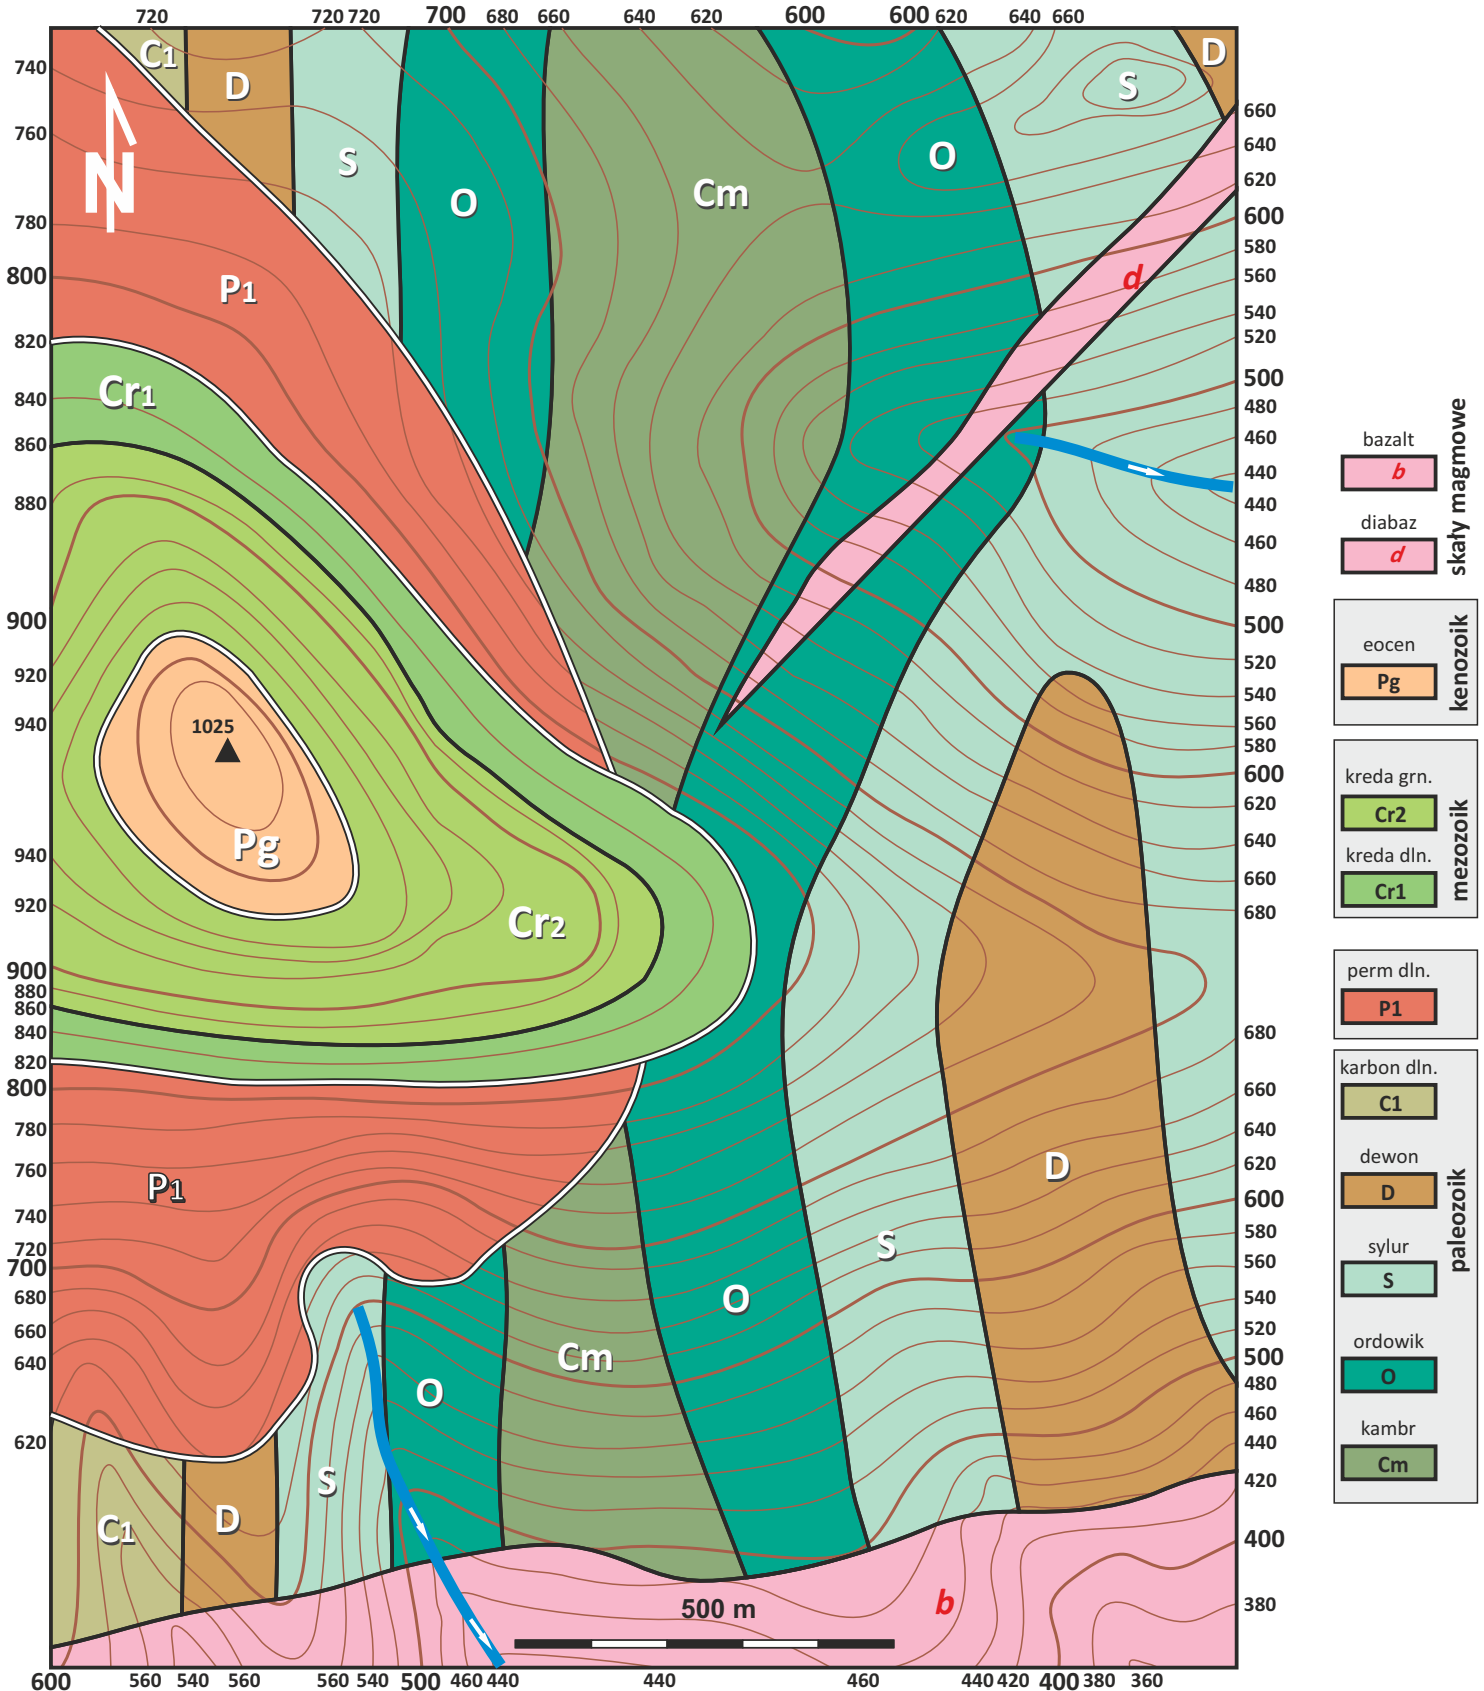 720 720 720 700 680 660 640 620 600 600 620 640 660
740
760
780
800
820
840
860
880
900
920
940
940
920
900
880
860
840
820
800
780
760
740
720
700
680
660
640
620
660
640
620
600
580
560
540
520
500
480
460
440
440
460
480
500
520
540
560
580
600
620
640
660
680
680
660
640
620
600
580
560
540
520
500
480
460
440
420
400
380
600 560 540 560 560 540 500 460 440 440 460 440 420 400 380 360
N
C1
D
S
O
Cm
O
S
D
P1
d
Cr1
1025
Pg
Cr2
P1
D
S
O
Cm
O
S
C1
D
b
500 m
skały magmowe
bazalt
b
diabaz
d
kenozoik
eocen
Pg
mezozoik
kreda grn.
Cr2
kreda dln.
Cr1
perm dln.
P1
paleozoik
karbon dln.
C1
dewon
D
sylur
S
ordowik
O
kambr
Cm